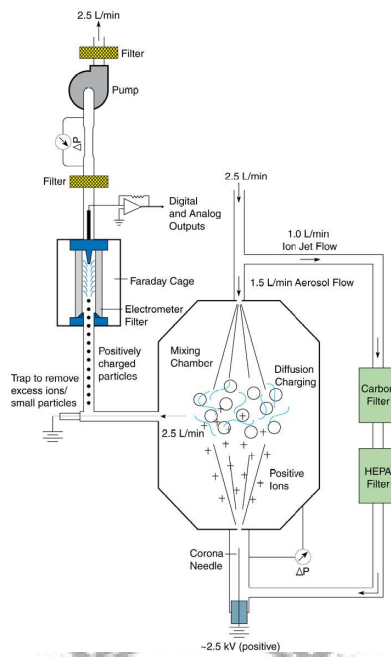 2.5 L/min
Filter
Pump
ΔP
Filter
Digital
and Analog
Outputs
2.5 L/min
1.0 L/min
Ion Jet Flow
1.5 L/min Aerosol Flow
Faraday Cage
Electrometer
Filter
Mixing
Chamber
Diffusion
Charging
Positively
charged
particles
Trap to remove
excess ions/
small particles
2.5 L/min
Carbon
Filter
HEPA
Filter
Positive
Ions
Corona
Needle
ΔP
~2.5 kV (positive)